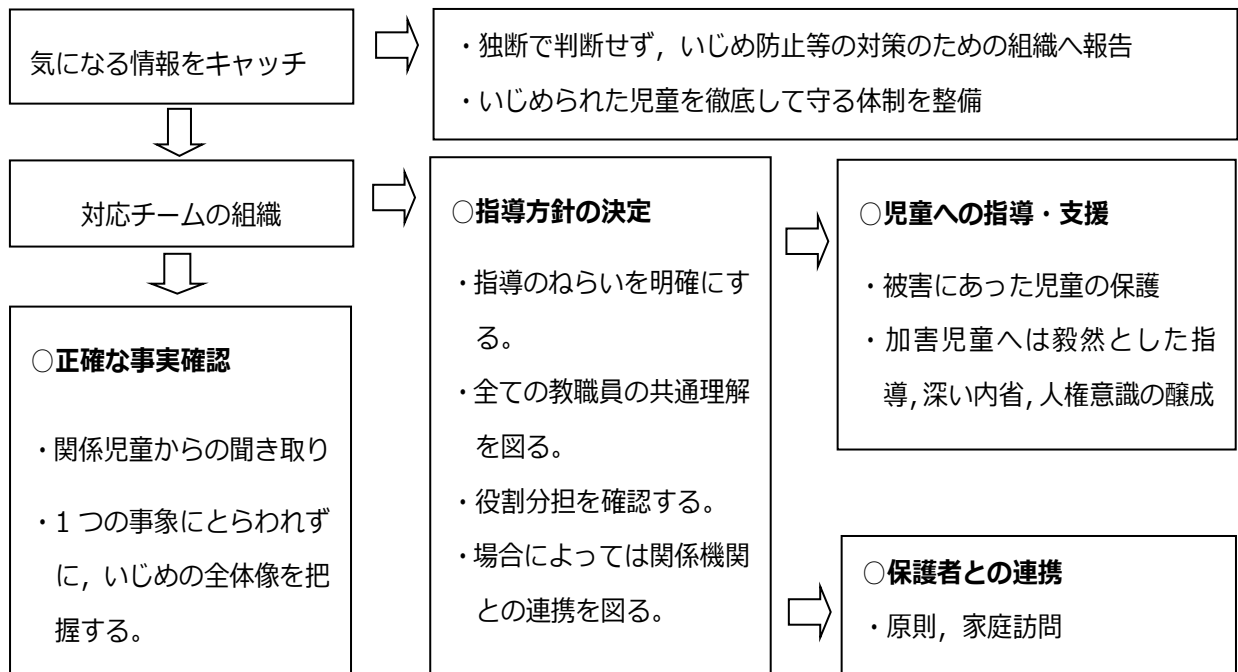 気になる情報をキャッチ
・独断で判断せず，いじめ防止等の対策のための組織へ報告
・いじめられた児童を徹底して守る体制を整備
対応チームの組織
○正確な事実確認
・関係児童からの聞き取り
・1 つの事象にとらわれず
に，いじめの全体像を把
握する。
○指導方針の決定
・指導のねらいを明確にす
る。
・全ての教職員の共通理解
を図る。
・役割分担を確認する。
・場合によっては関係機関
との連携を図る。
○児童への指導・支援
・被害にあった児童の保護
・加害児童へは毅然とした指
導，深い内省，人権意識の醸成
○保護者との連携
・原則，家庭訪問